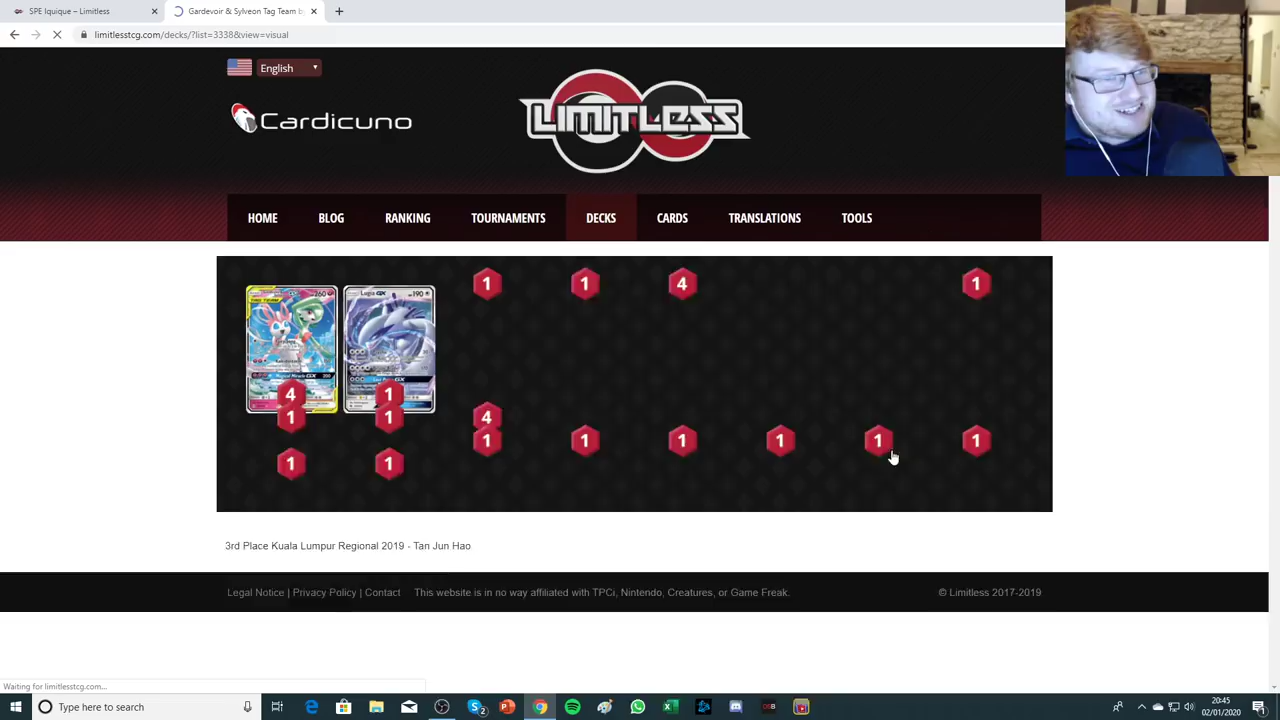 SPE Iquique – Limitless
Gardevoir & Sylveon Tag Team b
limitlesstcg.com/decks/?list=3338&view=visual
English
Cardicuno
LIMITLESS
HOME BLOG RANKING TOURNAMENTS DECKS CARDS TRANSLATIONS TOOLS
260
Lugia GX 190
1 1 4 1
4 1
1 1 4
1 1 1 1 1 1
1 1
3rd Place Kuala Lumpur Regional 2019 - Tan Jun Hao
Legal Notice | Privacy Policy | Contact This website is in no way affiliated with TPCi, Nintendo, Creatures, or Game Freak. © Limitless 2017-2019
Waiting for limitlesstcg.com...
Type here to search
20:45
02/01/2020